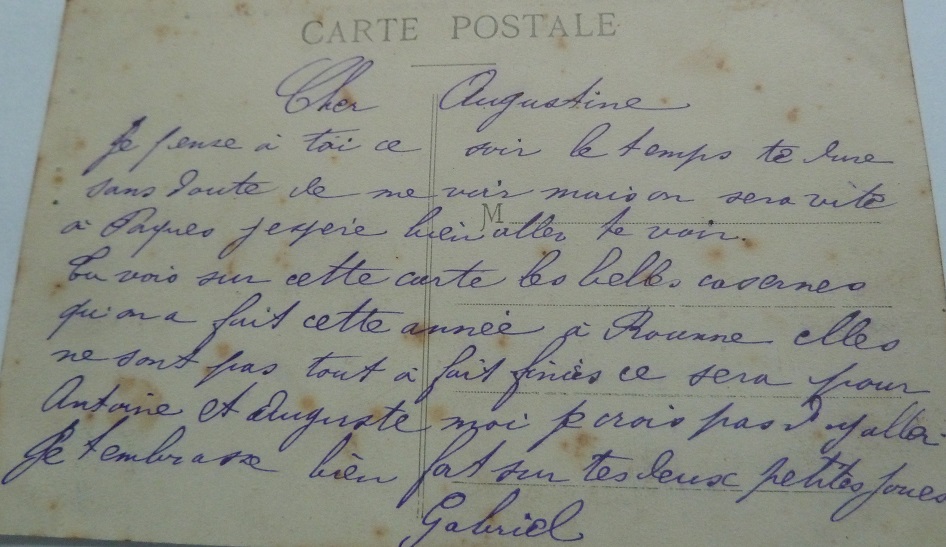 CARTE POSTALE
Cher Augustine
Je pense à toi ce soir le temps te dure
sans doute de me voir mais on sera vite
à Paques jespère bien aller te voir.
M
Tu vois sur cette carte les belles casernes
qu'on a fait cette année à Rouanne elles
ne sont pas tout à fait finies ce sera pour
Antoine et Auguste moi je crois pas d'y aller.
Je tembrasse bien fort sur tes deux petites joues
Gabriel